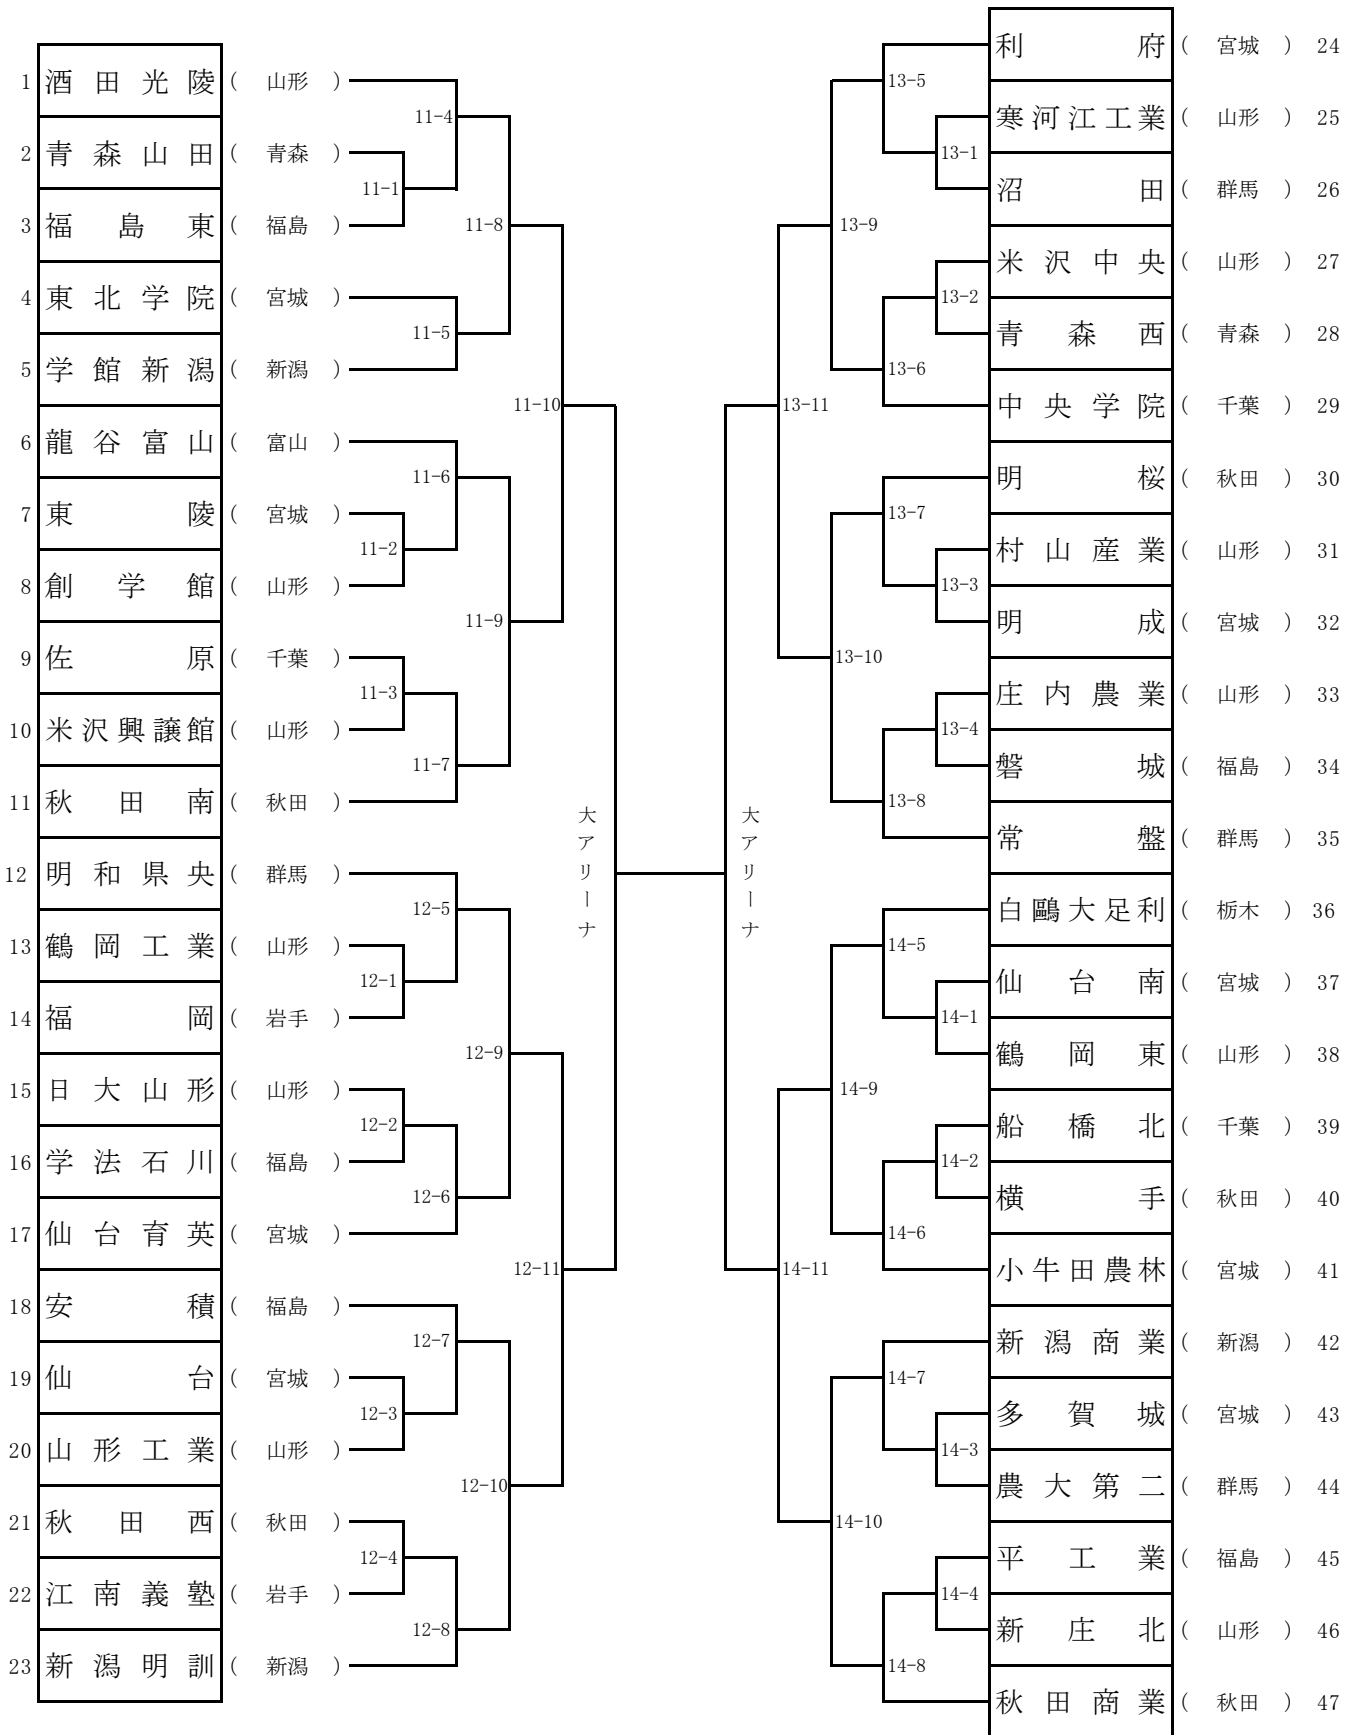 1 酒田光陵 ( 山形 )
2 青森山田 ( 青森 )
3 福島東 ( 福島 )
4 東北学院 ( 宮城 )
5 学館新潟 ( 新潟 )
6 龍谷富山 ( 富山 )
7 東陵 ( 宮城 )
8 創学館 ( 山形 )
9 佐原 ( 千葉 )
10 米沢興譲館 ( 山形 )
11 秋田南 ( 秋田 )
12 明和県央 ( 群馬 )
13 鶴岡工業 ( 山形 )
14 福岡 ( 岩手 )
15 日大山形 ( 山形 )
16 学法石川 ( 福島 )
17 仙台育英 ( 宮城 )
18 安積 ( 福島 )
19 仙台 ( 宮城 )
20 山形工業 ( 山形 )
21 秋田西 ( 秋田 )
22 江南義塾 ( 岩手 )
23 新潟明訓 ( 新潟 )
11-1
11-2
11-3
11-4
11-5
11-6
11-7
11-8
11-9
11-10
12-1
12-2
12-3
12-4
12-5
12-6
12-7
12-8
12-9
12-10
12-11
大アリーナ
大アリーナ
13-1
13-2
13-3
13-4
13-5
13-6
13-7
13-8
13-9
13-10
13-11
14-1
14-2
14-3
14-4
14-5
14-6
14-7
14-8
14-9
14-10
14-11
利府 ( 宮城 ) 24
寒河江工業 ( 山形 ) 25
沼田 ( 群馬 ) 26
米沢中央 ( 山形 ) 27
青森西 ( 青森 ) 28
中央学院 ( 千葉 ) 29
明桜 ( 秋田 ) 30
村山産業 ( 山形 ) 31
明成 ( 宮城 ) 32
庄内農業 ( 山形 ) 33
磐城 ( 福島 ) 34
常盤 ( 群馬 ) 35
白鷗大足利 ( 栃木 ) 36
仙台南 ( 宮城 ) 37
鶴岡東 ( 山形 ) 38
船橋北 ( 千葉 ) 39
横手 ( 秋田 ) 40
小牛田農林 ( 宮城 ) 41
新潟商業 ( 新潟 ) 42
多賀城 ( 宮城 ) 43
農大第二 ( 群馬 ) 44
平工業 ( 福島 ) 45
新庄北 ( 山形 ) 46
秋田商業 ( 秋田 ) 47